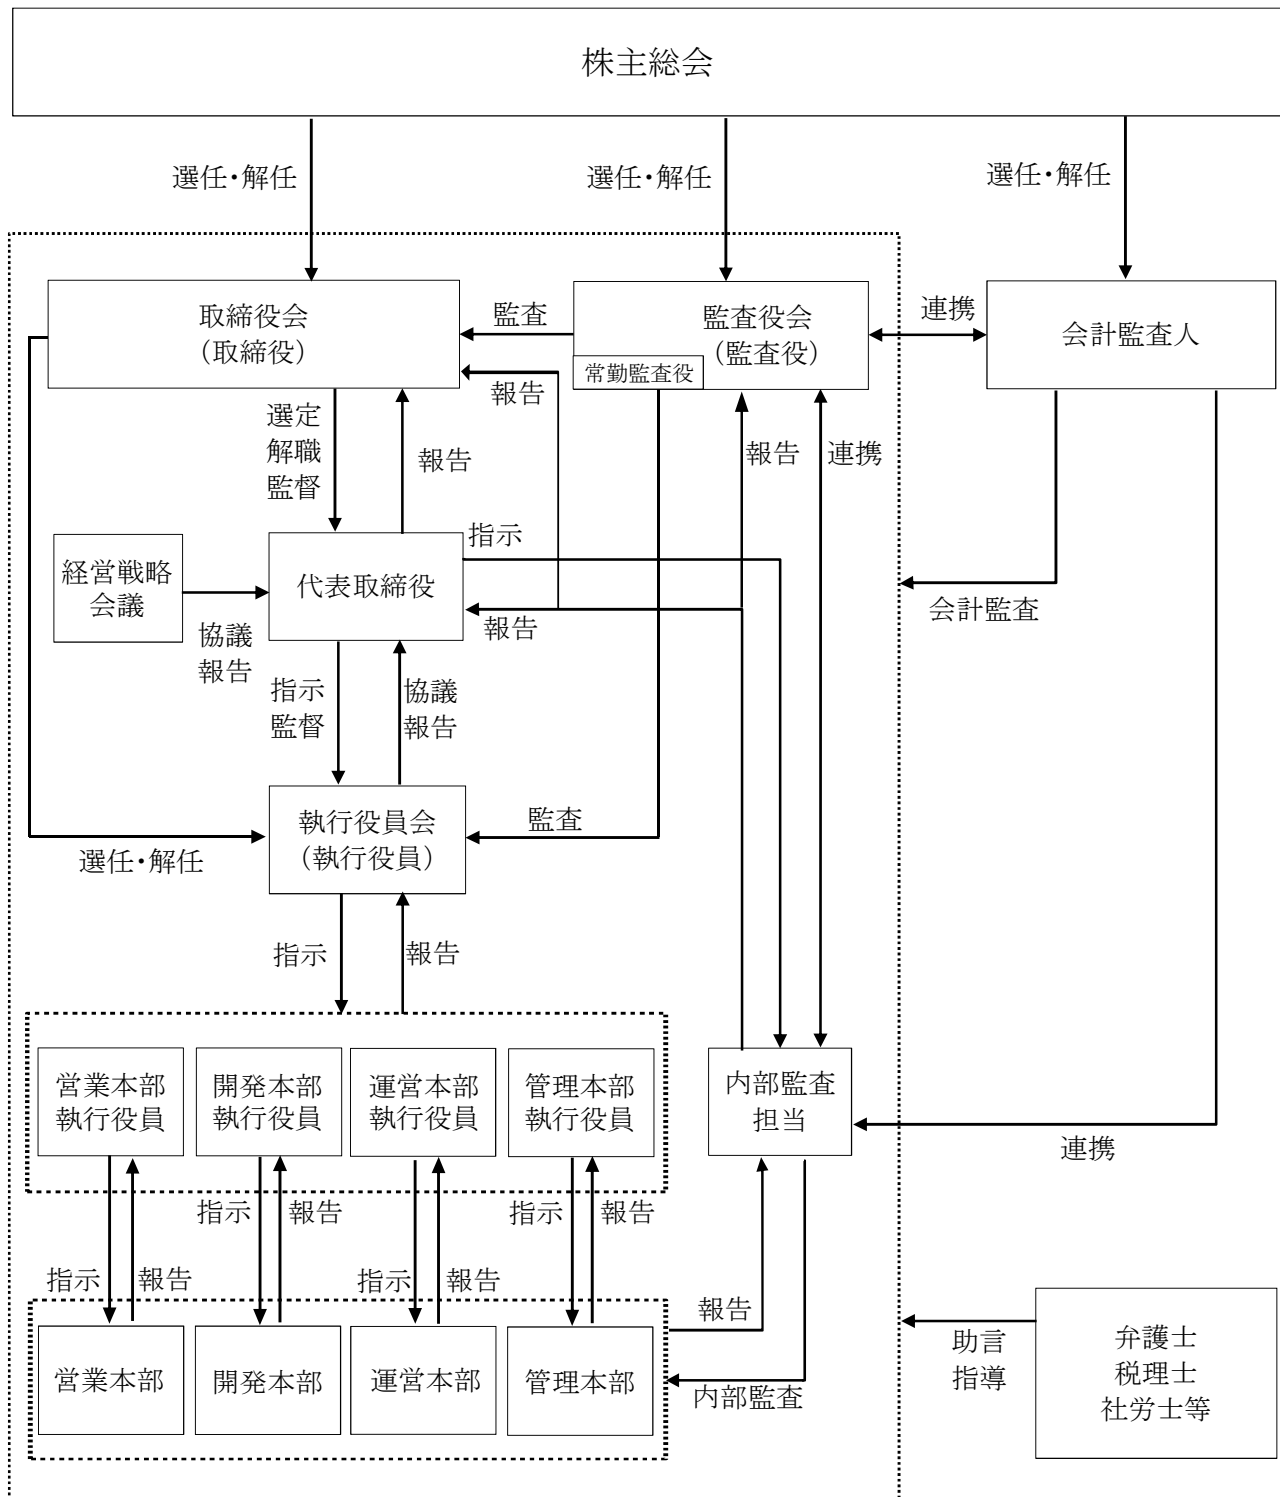 株主総会
選任・解任
選任・解任
選任・解任
取締役会
(取締役)
監査
監査役会
(監査役)
常勤監査役
連携
会計監査人
報告
選定
解職
監督
報告
報告
連携
指示
経営戦略
会議
代表取締役
会計監査
協議
報告
報告
指示
監督
協議
報告
執行役員会
(執行役員)
監査
選任・解任
指示
報告
営業本部
執行役員
開発本部
執行役員
運営本部
執行役員
管理本部
執行役員
内部監査
担当
連携
指示
報告
指示
報告
指示
報告
指示
報告
報告
営業本部
開発本部
運営本部
管理本部
内部監査
助言
指導
弁護士
税理士
社労士等